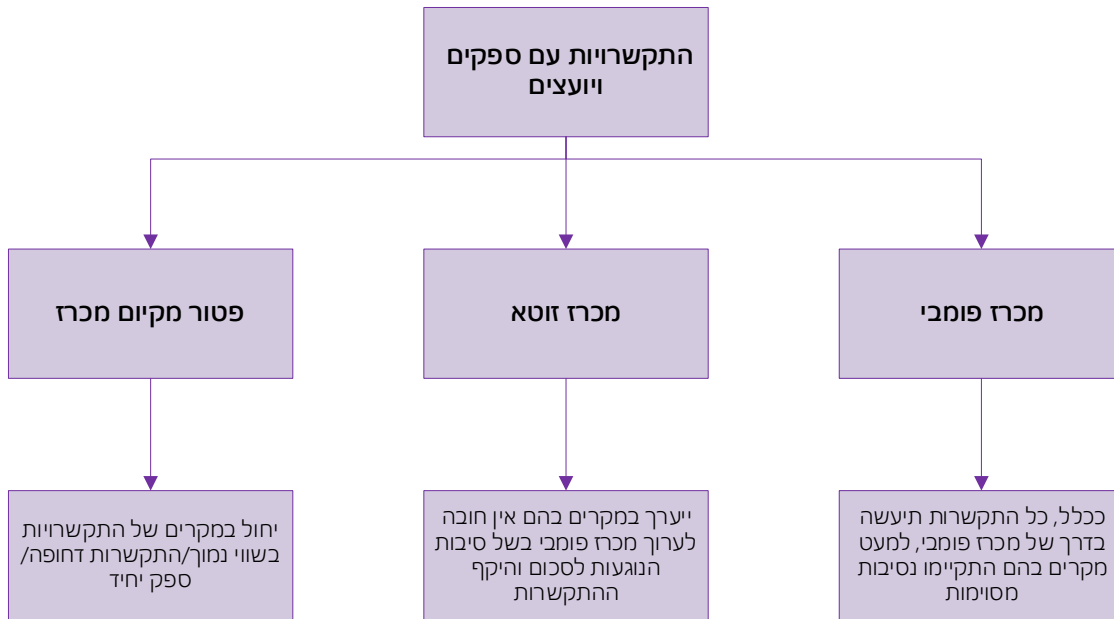 התקשרויות עם ספקים
ויועצים
מכרז פומבי
מכרז זוטא
פטור מקיום מכרז
ככלל, כל התקשרות תיעשה
בדרך של מכרז פומבי, למעט
מקרים בהם התקיימו נסיבות
מסוימות
ייערך במקרים בהם אין חובה
לערוך מכרז פומבי בשל סיבות
הנוגעות לסכום והיקף
ההתקשרות
יחול במקרים של התקשרויות
בשווי נמוך/התקשרות דחופה/
ספק יחיד